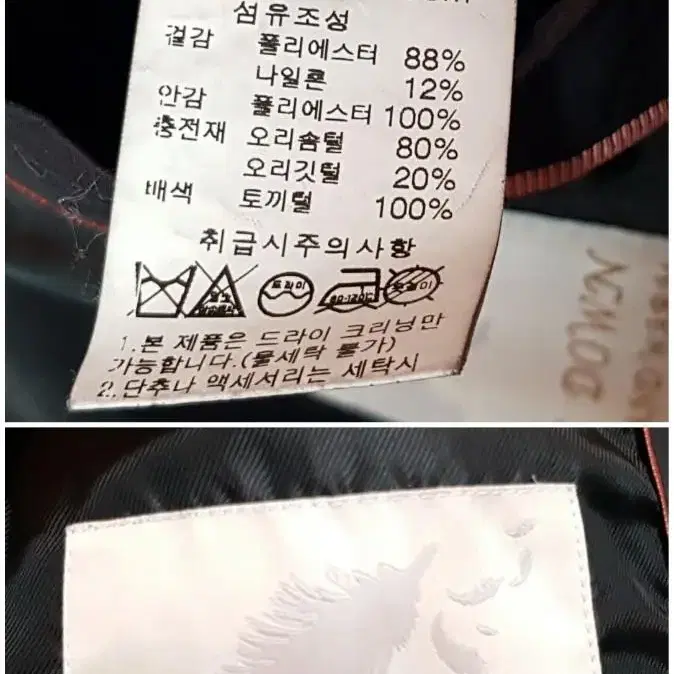 섬유조성
겉감 폴리에스터 88%
나일론 12%
안감 폴리에스터 100%
충전재 오리솜털 80%
오리깃털 20%
배색 토끼털 100%
취급시주의사항
드라이
1.본 제품은 드라이 크리닝만
가능합니다.(물세탁 불가)
2.단추나 액세서리는 세탁시
DOWN